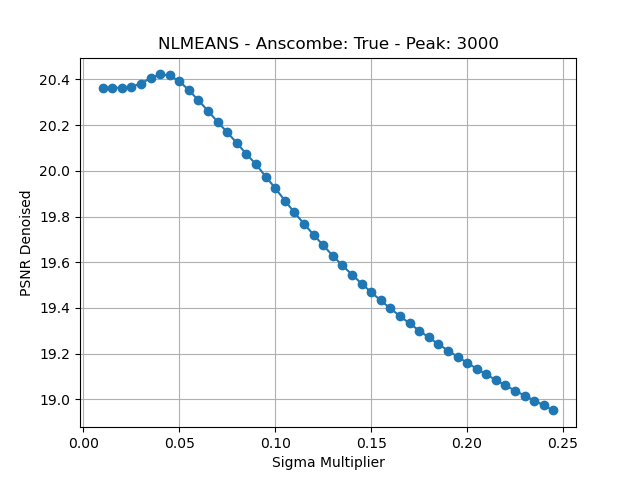 NLMEANS - Anscombe: True - Peak: 3000
20.4
20.2
20.0
19.8
19.6
19.4
19.2
19.0
PSNR Denoised
0.00 0.05 0.10 0.15 0.20 0.25
Sigma Multiplier